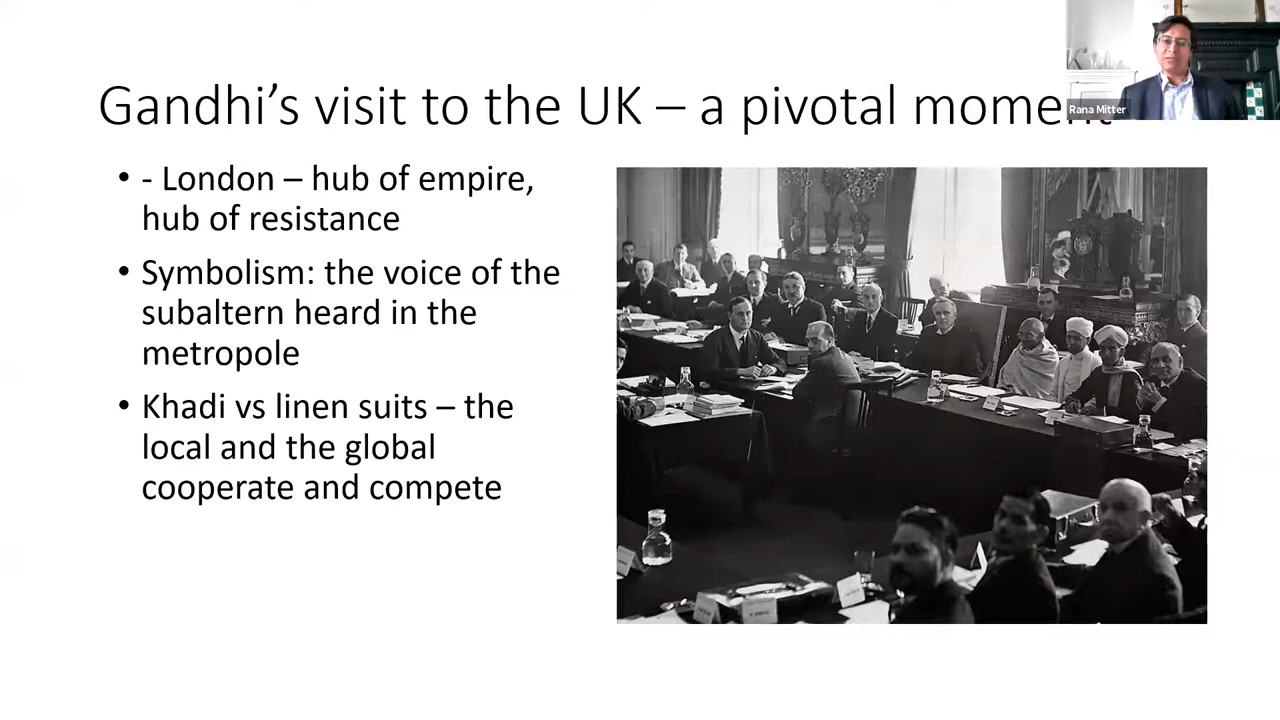 Gandhi’s visit to the UK – a pivotal moment
Rana Mitter
• - London – hub of empire,
hub of resistance
• Symbolism: the voice of the
subaltern heard in the
metropole
• Khadi vs linen suits – the
local and the global
cooperate and compete